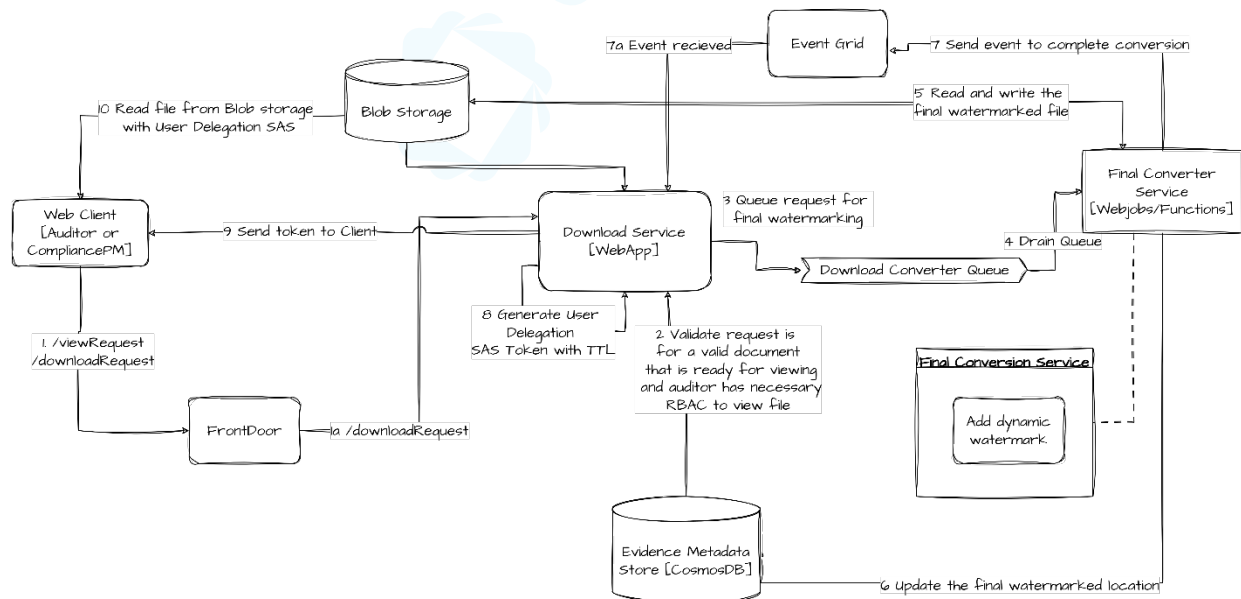 7a Event recieved
Event Grid
7 Send event to complete conversion
5 Read and write the
final watermarked file
10 Read file from Blob storage
with User Delegation SAS
Blob Storage
Final Converter
Service
[Webjobs/Functions]
Web Client
[Auditor or
CompliancePM]
9 Send token to Client
Download Service
[WebApp]
3 Queue request for
final watermarking
4 Drain Queue
Download Converter Queue
8 Generate User
Delegation
SAS Token with TTL
2 Validate request is
for a valid document
that is ready for viewing
and auditor has necessary
RBAC to view file
1. /viewRequest
/downloadRequest
Final Conversion Service
Add dynamic
watermark.
FrontDoor
1a /downloadRequest
Evidence Metadata
Store [CosmosDB]
6 Update the final watermarked location